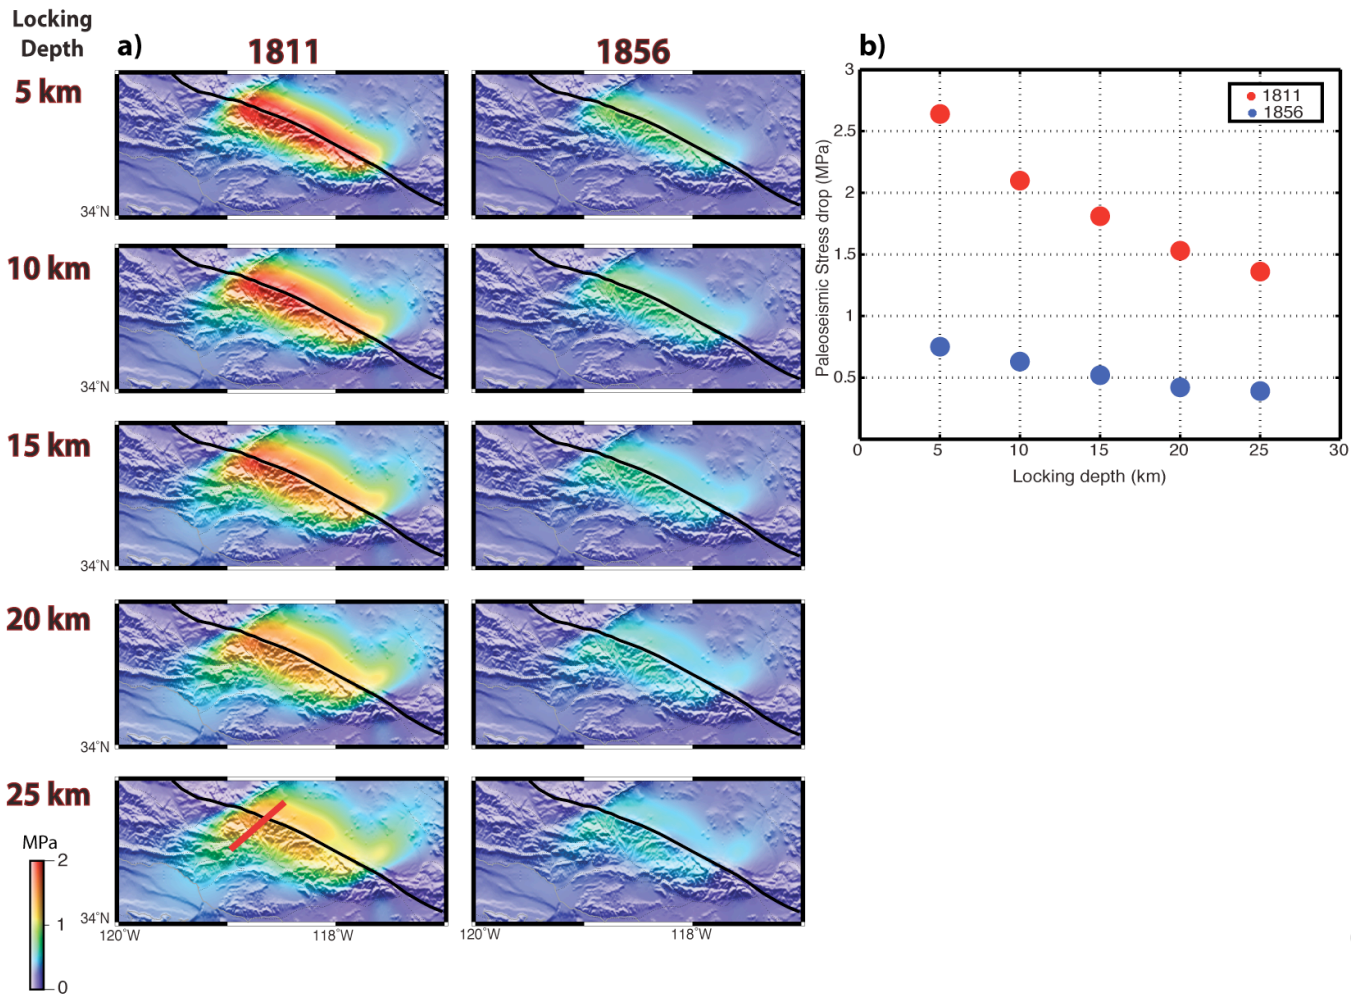 Locking
Depth
a)
1811
1856
5 km
34°N
10 km
34°N
15 km
34°N
20 km
34°N
25 km
34°N
120°W
118°W
120°W
118°W
MPa
2
1
0
b)
3
2.5
2
1.5
1
0.5
Paleoseismic Stress drop (MPa)
1811
1856
0
5
10
15
20
25
30
Locking depth (km)